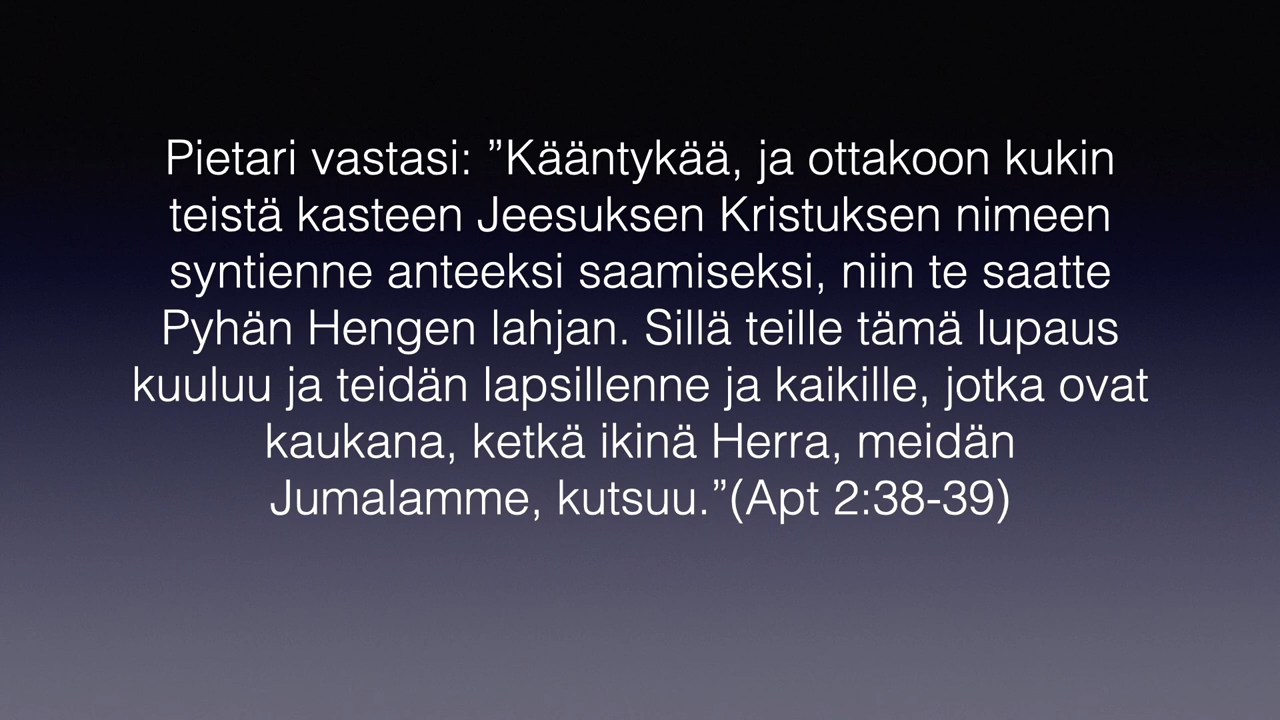 Pietari vastasi: ”Kääntykää, ja ottakoon kukin
teistä kasteen Jeesuksen Kristuksen nimeen
syntienne anteeksi saamiseksi, niin te saatte
Pyhän Hengen lahjan. Sillä teille tämä lupaus
kuuluu ja teidän lapsillenne ja kaikille, jotka ovat
kaukana, ketkä ikinä Herra, meidän
Jumalamme, kutsuu.”(Apt 2:38-39)